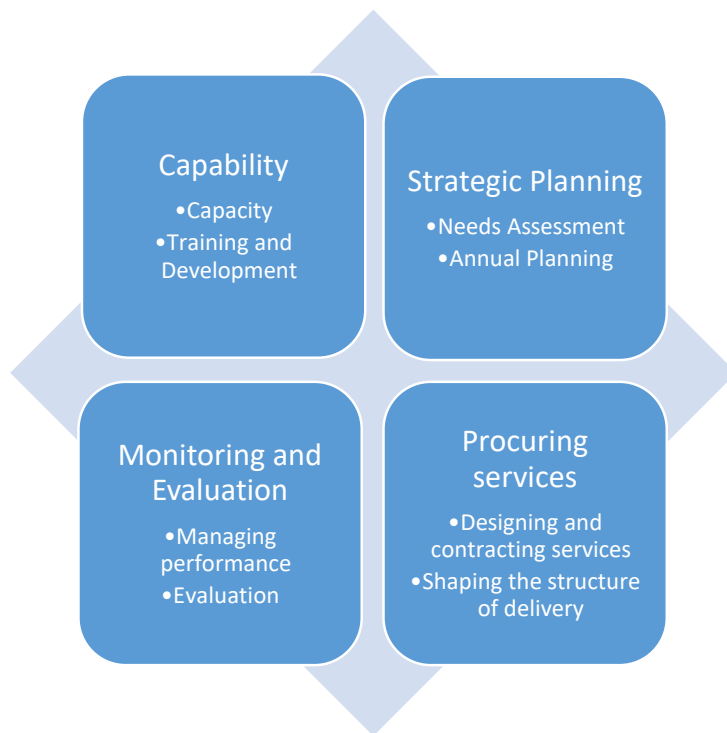 Capability
•Capacity
•Training and
Development
Strategic Planning
•Needs Assessment
•Annual Planning
Monitoring and
Evaluation
•Managing
performance
•Evaluation
Procuring
services
•Designing and
contracting services
•Shaping the structure
of delivery